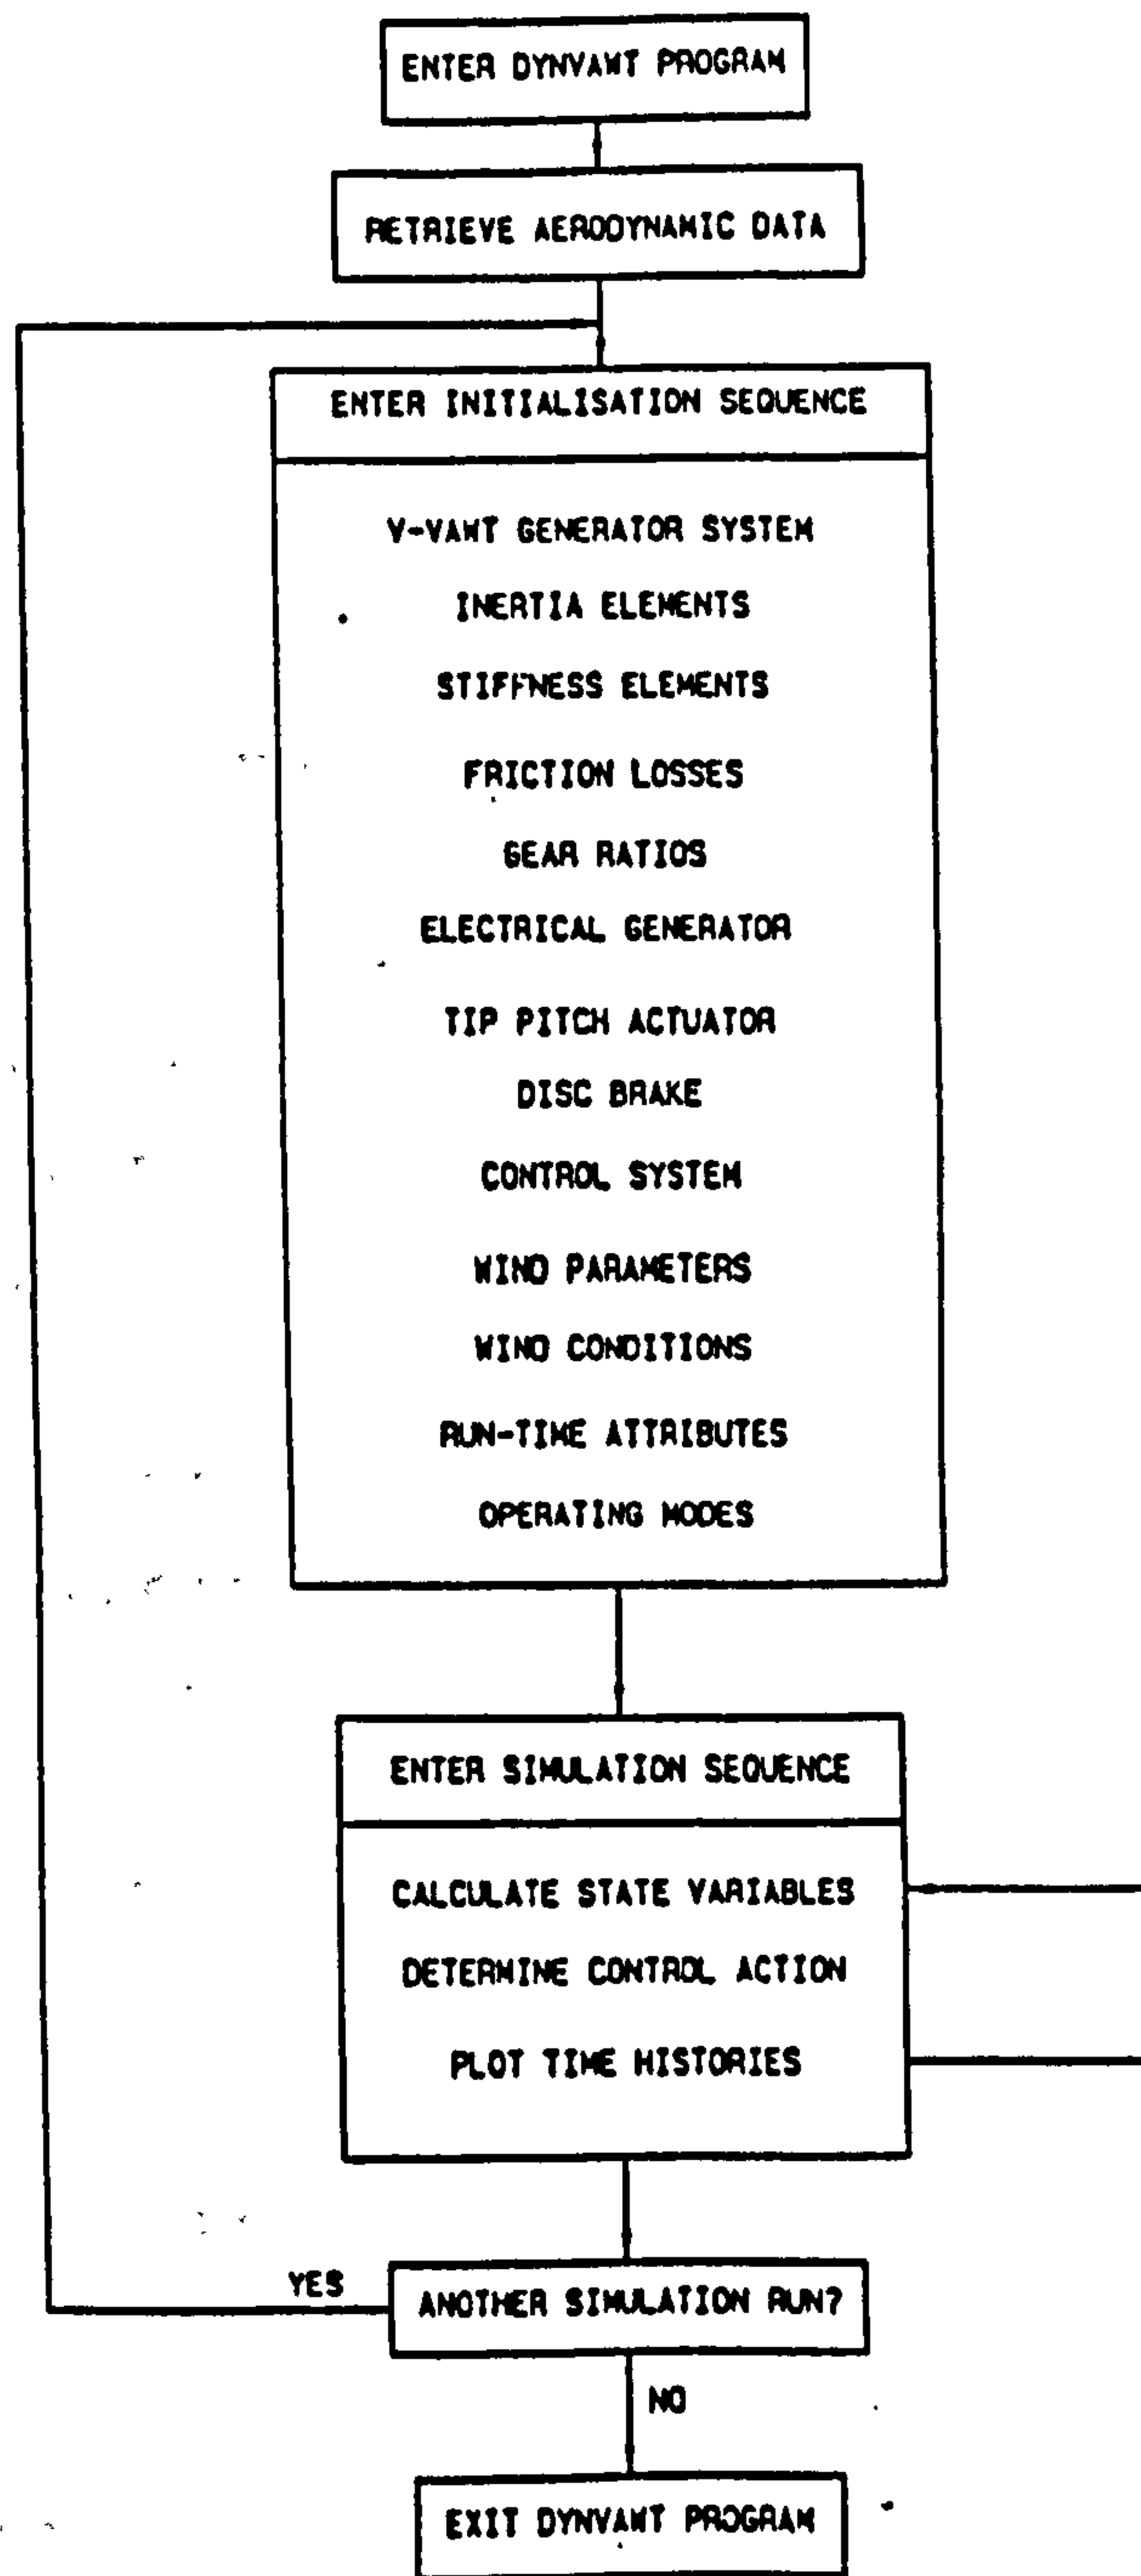 ENTER DYNVAWT PROGRAM
RETRIEVE AERODYNAMIC DATA
ENTER INITIALISATION SEQUENCE
V-VAWT GENERATOR SYSTEM
INERTIA ELEMENTS
STIFFNESS ELEMENTS
FRICTION LOSSES
GEAR RATIOS
ELECTRICAL GENERATOR
TIP PITCH ACTUATOR
DISC BRAKE
CONTROL SYSTEM
WIND PARAMETERS
WIND CONDITIONS
RUN-TIME ATTRIBUTES
OPERATING MODES
ENTER SIMULATION SEQUENCE
CALCULATE STATE VARIABLES
DETERMINE CONTROL ACTION
PLOT TIME HISTORIES
YES
ANOTHER SIMULATION RUN?
NO
EXIT DYNVAWT PROGRAM